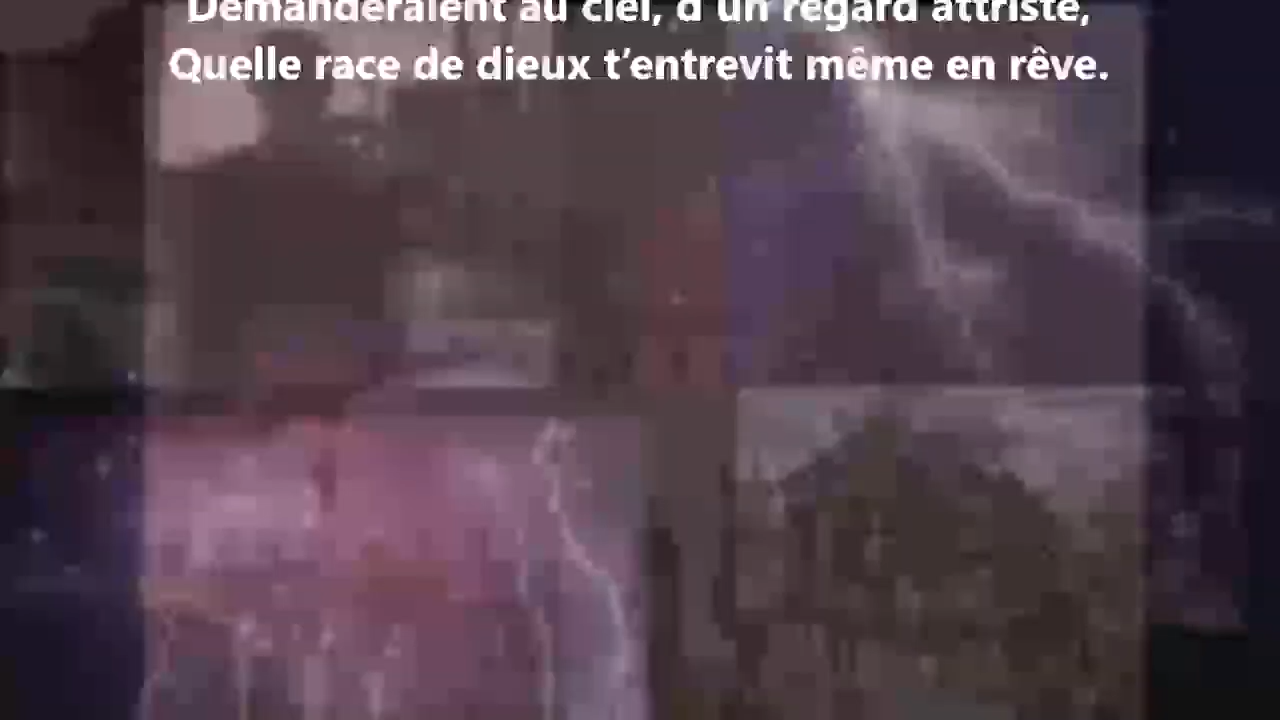 Demanderaient au ciel, d'un regard attristé,
Quelle race de dieux t’entrevit même en rêve.